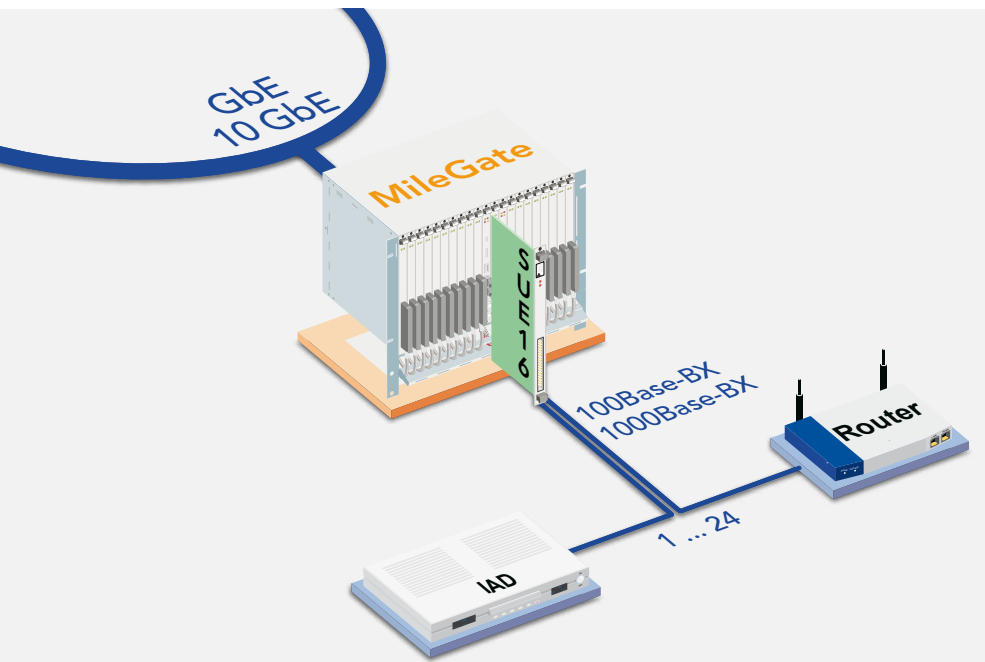 GbE
10 GbE
MileGate
SUE16
100Base-BX
1000Base-BX
Router
1 ... 24
IAD